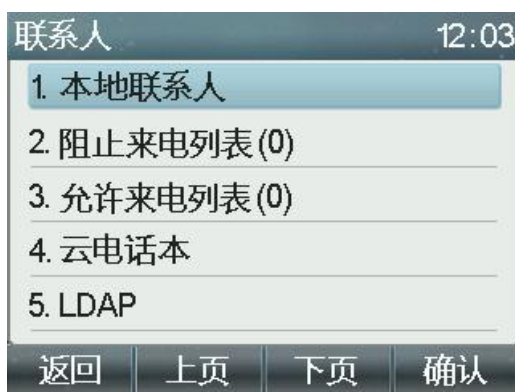 联系人 12:03
1. 本地联系人
2. 阻止来电列表(0)
3. 允许来电列表(0)
4. 云电话本
5. LDAP
返回 上页 下页 确认